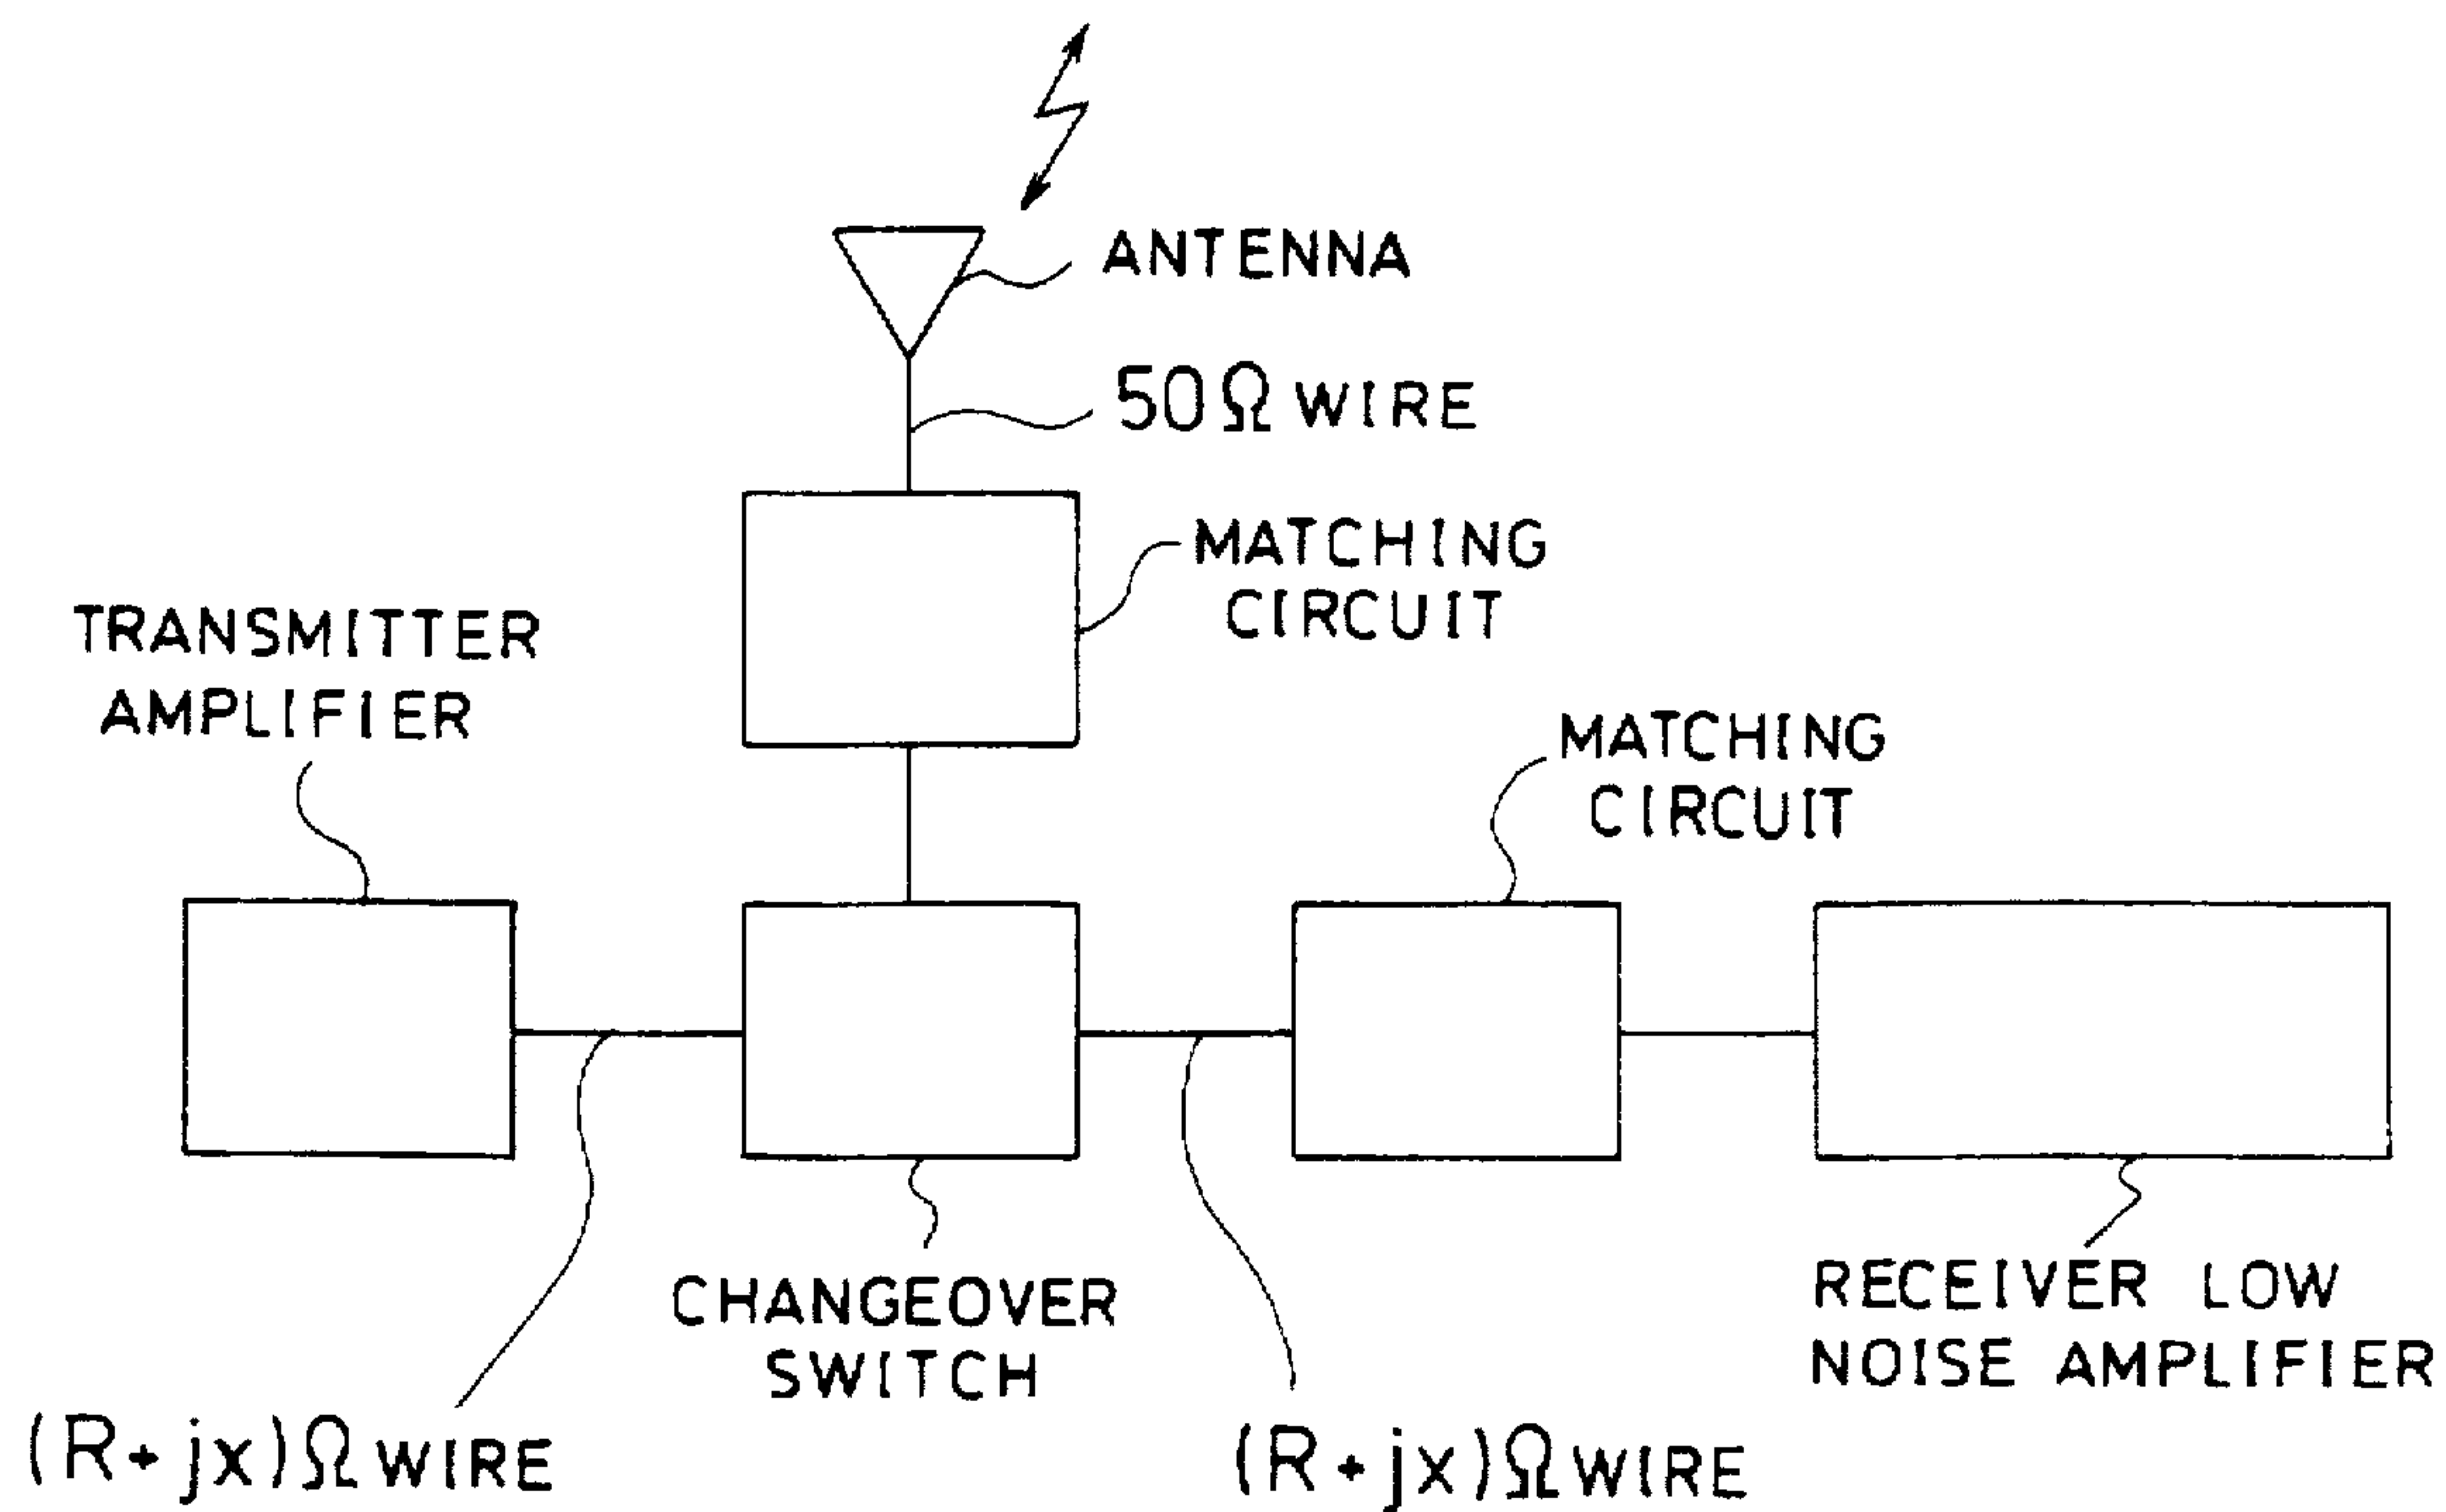 ANTENNA
50Ω WIRE
MATCHING
CIRCUIT
TRANSMITTER
AMPLIFIER
MATCHING
CIRCUIT
CHANGEOVER
SWITCH
RECEIVER LOW
NOISE AMPLIFIER
(R+jx)Ω WIRE
(R+jx)Ω WIRE